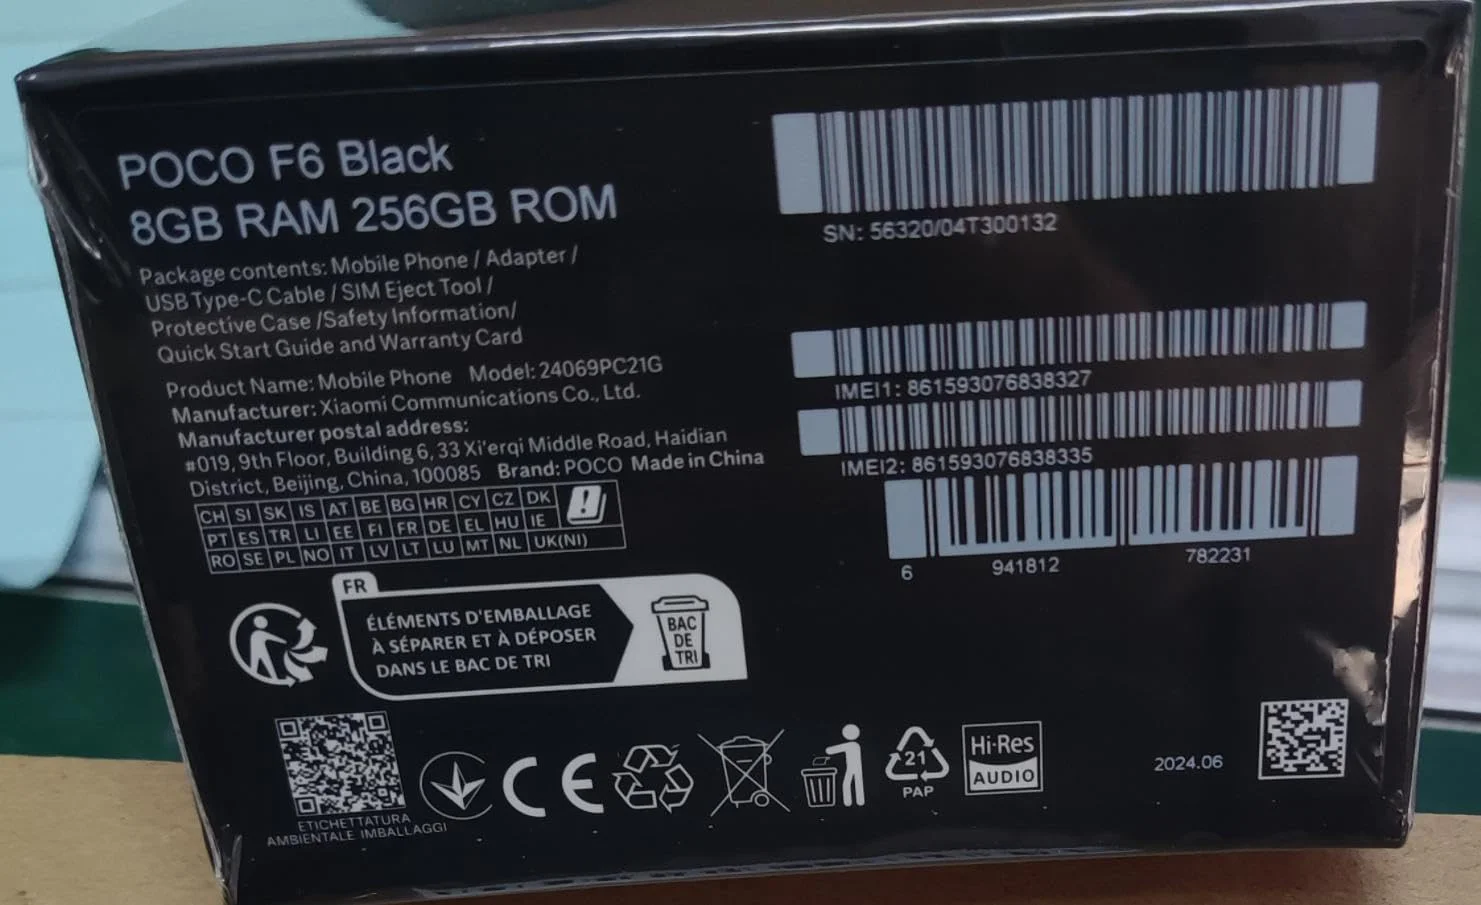 POCO F6 Black
8GB RAM 256GB ROM
Package contents: Mobile Phone / Adapter /
USB Type-C Cable / SIM Eject Tool /
Protective Case /Safety Information/
Quick Start Guide and Warranty Card
Product Name: Mobile Phone Model: 24069PC21G
Manufacturer: Xiaomi Communications Co., Ltd.
Manufacturer postal address:
#019, 9th Floor, Building 6, 33 Xi'erqi Middle Road, Haidian
District, Beijing, China, 100085 Brand: POCO Made in China
CH SI SK IS AT BE BG HR CY CZ DK
PT ES TR LI EE FI FR DE EL HU IE
RO SE PL NO IT LV LT LU MT NL UK(NI)
FR
ÉLÉMENTS D'EMBALLAGE
À SÉPARER ET À DÉPOSER
DANS LE BAC DE TRI
BAC
DE
TRI
ETICHETTATURA
AMBIENTALE IMBALLAGGI
CE
21
PAP
Hi-Res
AUDIO
2024.06
SN: 56320/04T300132
IMEI1: 861593076838327
IMEI2: 861593076838335
6 941812 782231